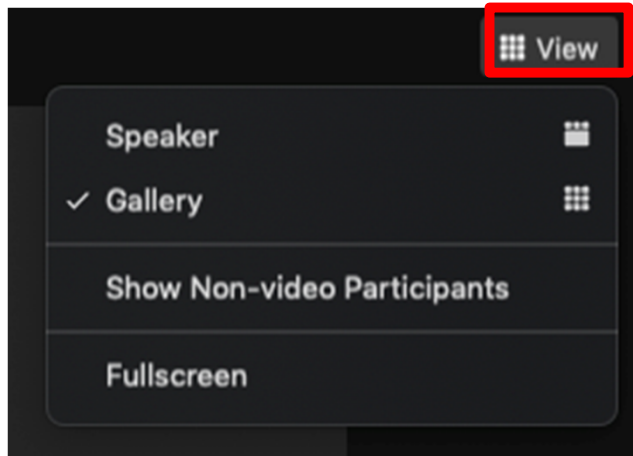 View
Speaker
Gallery
Show Non-video Participants
Fullscreen